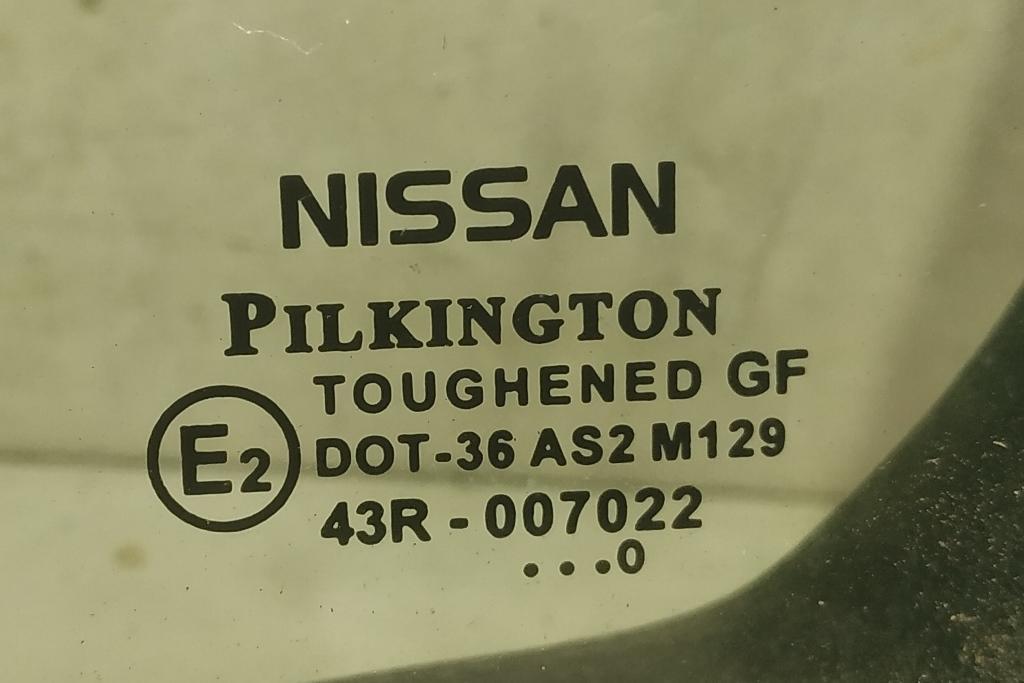 NISSAN
PILKINGTON
TOUGHENED GF
E2 DOT-36 AS2 M129
43R - 007022
...0